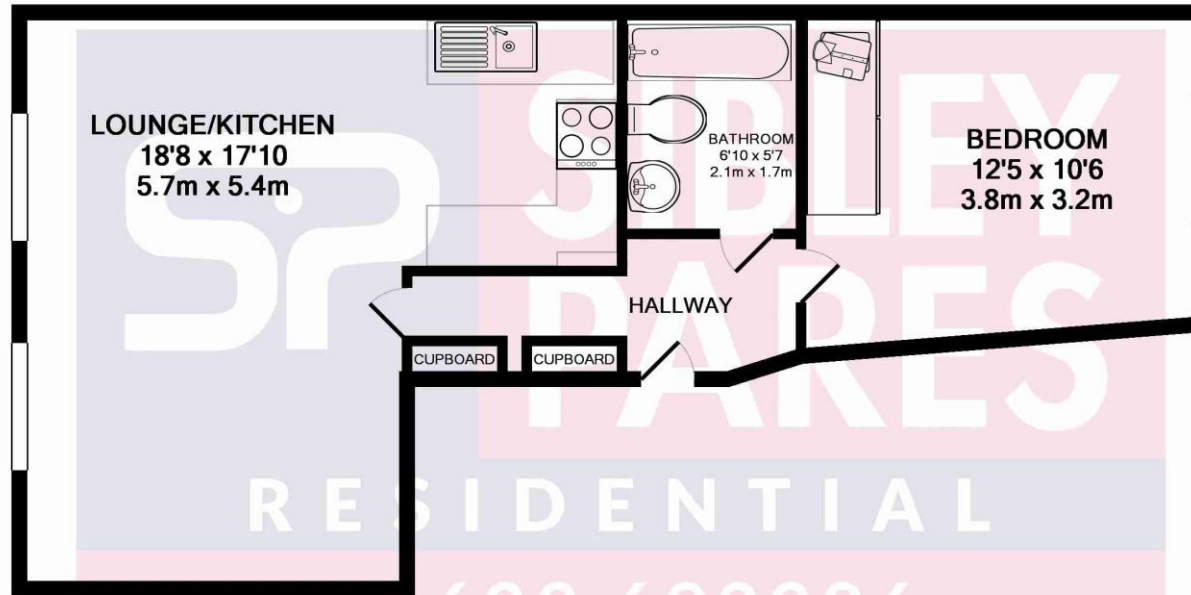 LOUNGE/KITCHEN
18'8 x 17'10
5.7m x 5.4m
BATHROOM
6'10 x 5'7
2.1m x 1.7m
BEDROOM
12'5 x 10'6
3.8m x 3.2m
HALLWAY
CUPBOARD
CUPBOARD
SP
SIBLEY
PARES
RESIDENTIAL